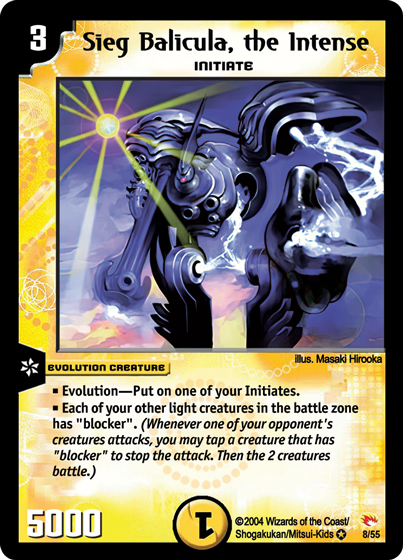 3
Sieg Balicula, the Intense
INITIATE
illus. Masaki Hirooka
EVOLUTION CREATURE
▪ Evolution—Put on one of your Initiates.
▪ Each of your other light creatures in the battle zone
has "blocker". (Whenever one of your opponent's
creatures attacks, you may tap a creature that has
"blocker" to stop the attack. Then the 2 creatures
battle.)
5000
1
©2004 Wizards of the Coast/
Shogakukan/Mitsui-Kids ✪ 8/55